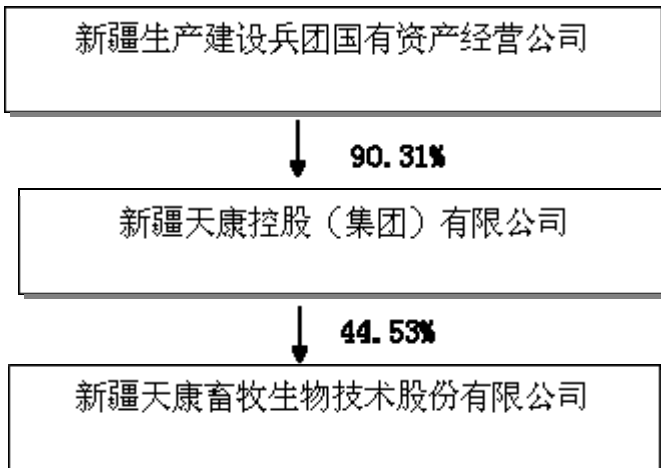 新疆生产建设兵团国有资产经营公司
90.31%
新疆天康控股（集团）有限公司
44.53%
新疆天康畜牧生物技术股份有限公司